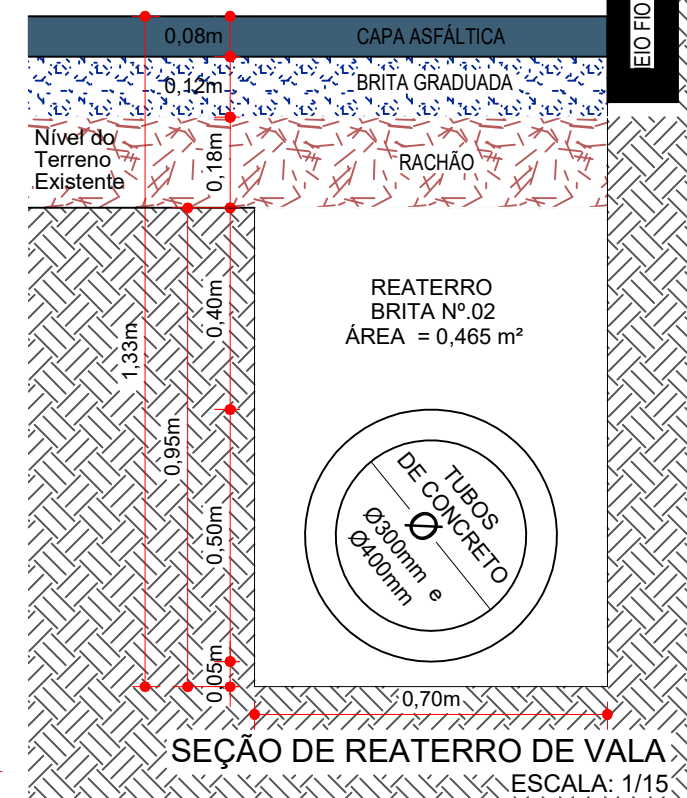 0,08m
CAPA ASFÁLTICA
EIO FIO
0,12m
BRITA GRADUADA
Nível do
Terreno
Existente
0,18m
RACHÃO
0,40m
REATERRO
BRITA Nº.02
ÁREA = 0,465 m²
1,33m
0,95m
0,50m
TUBOS
DE CONCRETO
Ø
Ø300mm e
Ø400mm
0,05m
0,70m
SEÇÃO DE REATERRO DE VALA
ESCALA: 1/15